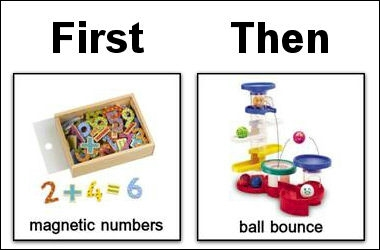 First Then
2+4=6
magnetic numbers
ball bounce